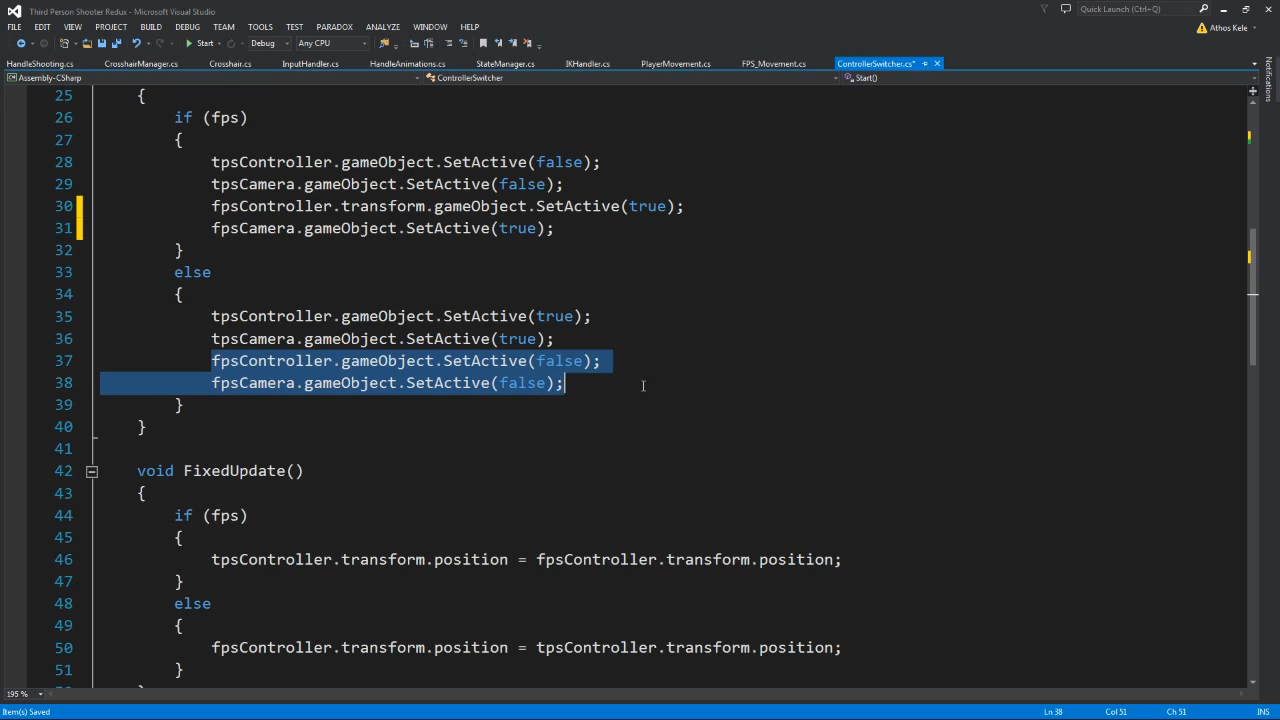 Third Person Shooter Redux - Microsoft Visual Studio
Quick Launch (Ctrl+Q)
FILE EDIT VIEW PROJECT BUILD DEBUG TEAM TOOLS TEST PARADOX ANALYZE WINDOW HELP
Athos Kele
Start Debug Any CPU
HandleShooting.cs CrosshairManager.cs Crosshair.cs InputHandler.cs HandleAnimations.cs StateManager.cs IKHandler.cs PlayerMovement.cs FPS_Movement.cs ControllerSwitcher.cs*
Notifications
Assembly-CSharp ControllerSwitcher Start()
25 {
26 if (fps)
27 {
28 tpsController.gameObject.SetActive(false);
29 tpsCamera.gameObject.SetActive(false);
30 fpsController.transform.gameObject.SetActive(true);
31 fpsCamera.gameObject.SetActive(true);
32 }
33 else
34 {
35 tpsController.gameObject.SetActive(true);
36 tpsCamera.gameObject.SetActive(true);
37 fpsController.gameObject.SetActive(false);
38 fpsCamera.gameObject.SetActive(false);
39 }
40 }
41
42 void FixedUpdate()
43 {
44 if (fps)
45 {
46 tpsController.transform.position = fpsController.transform.position;
47 }
48 else
49 {
50 fpsController.transform.position = tpsController.transform.position;
51 }
195 %
Item(s) Saved Ln 38 Col 51 Ch 51 INS